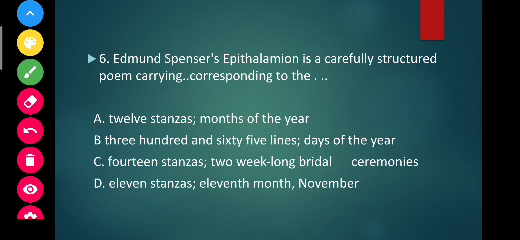 6. Edmund Spenser's Epithalamion is a carefully structured
poem carrying..corresponding to the . ..
A. twelve stanzas; months of the year
B three hundred and sixty five lines; days of the year
C. fourteen stanzas; two week-long bridal ceremonies
D. eleven stanzas; eleventh month, November